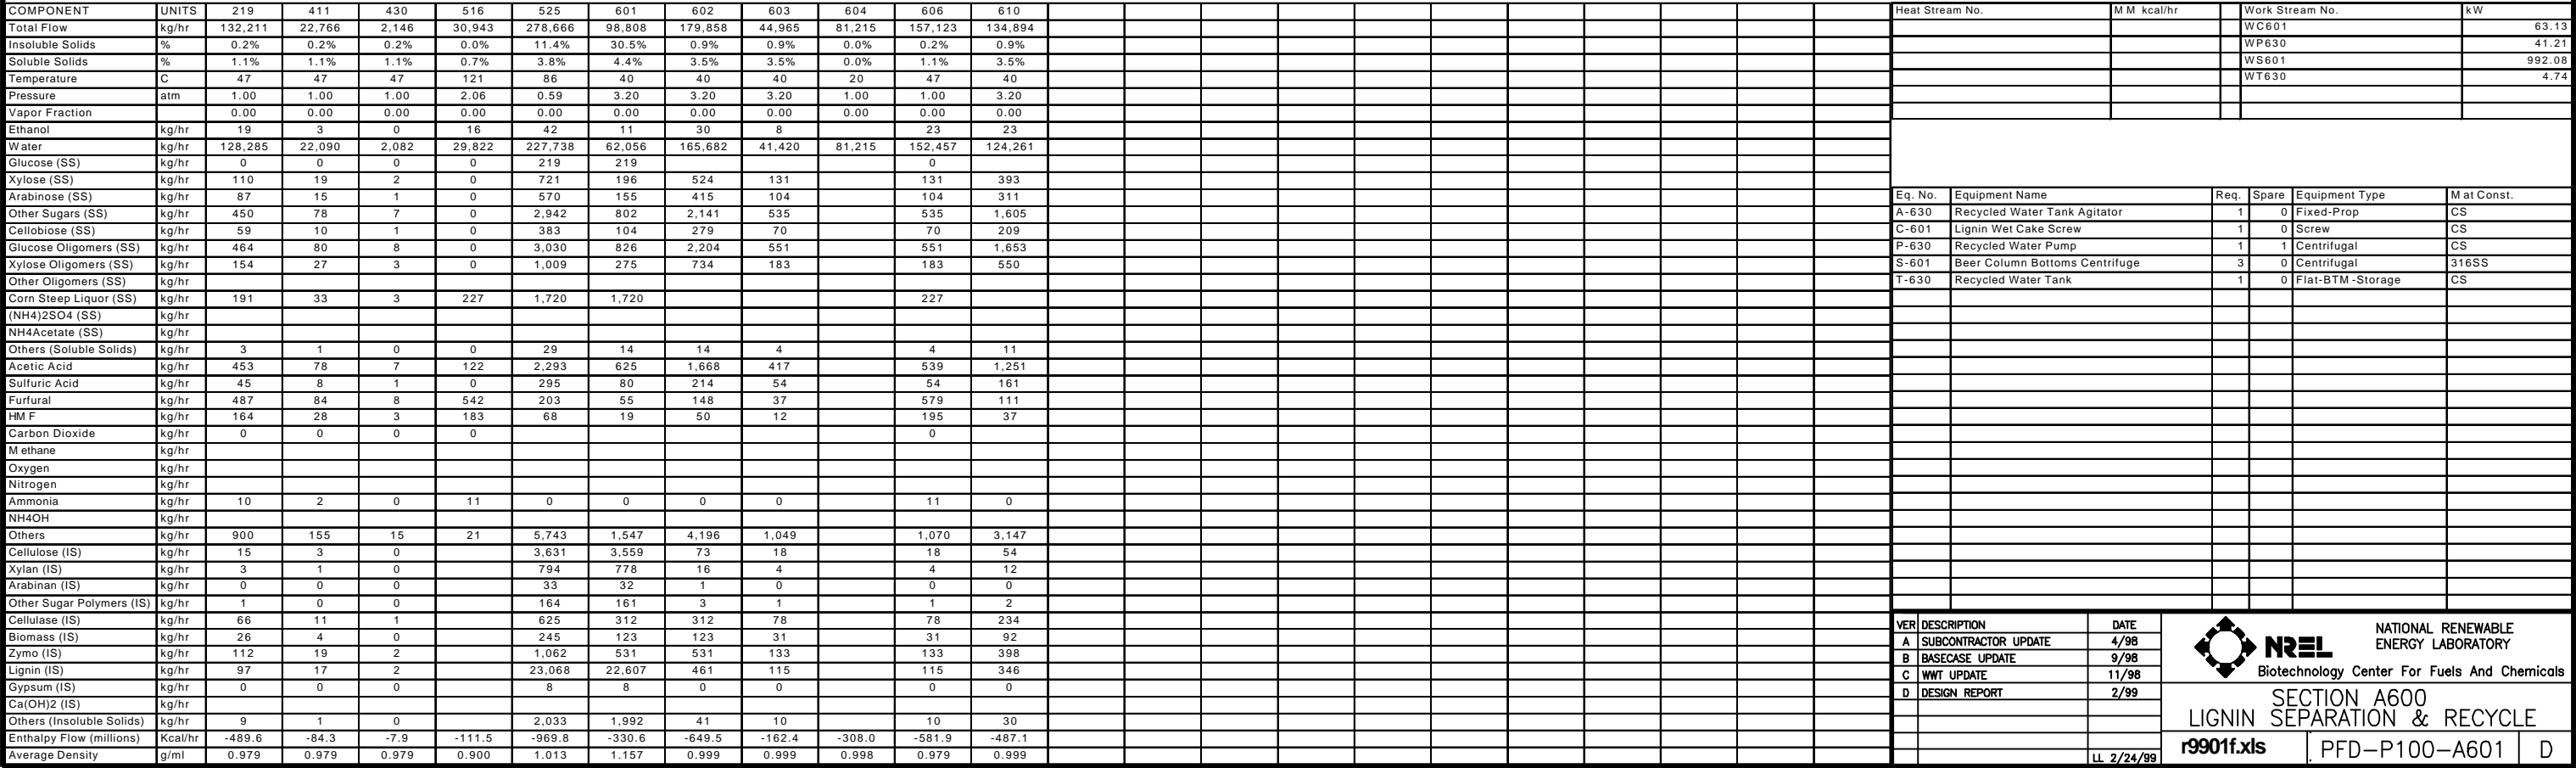 COMPONENT UNITS 219 411 430 516 525 601 602 603 604 606 610
Total Flow kg/hr 132,211 22,766 2,146 30,943 278,666 98,808 179,858 44,965 81,215 157,123 134,894
Insoluble Solids % 0.2% 0.2% 0.2% 0.0% 11.4% 30.5% 0.9% 0.9% 0.0% 0.2% 0.9%
Soluble Solids % 1.1% 1.1% 1.1% 0.7% 3.8% 4.4% 3.5% 3.5% 0.0% 1.1% 3.5%
Temperature C 47 47 47 121 86 40 40 40 20 47 40
Pressure atm 1.00 1.00 1.00 2.06 0.59 3.20 3.20 3.20 1.00 1.00 3.20
Vapor Fraction 0.00 0.00 0.00 0.00 0.00 0.00 0.00 0.00 0.00 0.00 0.00
Ethanol kg/hr 19 3 0 16 42 11 30 8 23 23
Water kg/hr 128,285 22,090 2,082 29,822 227,738 62,056 165,682 41,420 81,215 152,457 124,261
Glucose (SS) kg/hr 0 0 0 0 219 219 0
Xylose (SS) kg/hr 110 19 2 0 721 196 524 131 131 393
Arabinose (SS) kg/hr 87 15 1 0 570 155 415 104 104 311
Other Sugars (SS) kg/hr 450 78 7 0 2,942 802 2,141 535 535 1,605
Cellobiose (SS) kg/hr 59 10 1 0 383 104 279 70 70 209
Glucose Oligomers (SS) kg/hr 464 80 8 0 3,030 826 2,204 551 551 1,653
Xylose Oligomers (SS) kg/hr 154 27 3 0 1,009 275 734 183 183 550
Other Oligomers (SS) kg/hr
Corn Steep Liquor (SS) kg/hr 191 33 3 227 1,720 1,720 227
(NH4)2SO4 (SS) kg/hr
NH4Acetate (SS) kg/hr
Others (Soluble Solids) kg/hr 3 1 0 0 29 14 14 4 4 11
Acetic Acid kg/hr 453 78 7 122 2,293 625 1,668 417 539 1,251
Sulfuric Acid kg/hr 45 8 1 0 295 80 214 54 54 161
Furfural kg/hr 487 84 8 542 203 55 148 37 579 111
HMF kg/hr 164 28 3 183 68 19 50 12 195 37
Carbon Dioxide kg/hr 0 0 0 0 0
Methane kg/hr
Oxygen kg/hr
Nitrogen kg/hr
Ammonia kg/hr 10 2 0 11 0 0 0 0 11 0
NH4OH kg/hr
Others kg/hr 900 155 15 21 5,743 1,547 4,196 1,049 1,070 3,147
Cellulose (IS) kg/hr 15 3 0 3,631 3,559 73 18 18 54
Xylan (IS) kg/hr 3 1 0 794 778 16 4 4 12
Arabinan (IS) kg/hr 0 0 0 33 32 1 0 0 0
Other Sugar Polymers (IS) kg/hr 1 0 0 164 161 3 1 1 2
Cellulase (IS) kg/hr 66 11 1 625 312 312 78 78 234
Biomass (IS) kg/hr 26 4 0 245 123 123 31 31 92
Zymo (IS) kg/hr 112 19 2 1,062 531 531 133 133 398
Lignin (IS) kg/hr 97 17 2 23,068 22,607 461 115 115 346
Gypsum (IS) kg/hr 0 0 0 8 8 0 0 0 0
Ca(OH)2 (IS) kg/hr
Others (Insoluble Solids) kg/hr 9 1 0 2,033 1,992 41 10 10 30
Enthalpy Flow (millions) Kcal/hr -489.6 -84.3 -7.9 -111.5 -969.8 -330.6 -649.5 -162.4 -308.0 -581.9 -487.1
Average Density g/ml 0.979 0.979 0.979 0.900 1.013 1.157 0.999 0.999 0.998 0.979 0.999
Heat Stream No. MM kcal/hr Work Stream No. kW
WC601 63.13
WP630 41.21
WS601 992.08
WT630 4.74
Eq. No. Equipment Name Req. Spare Equipment Type Mat Const.
A-630 Recycled Water Tank Agitator 1 0 Fixed-Prop CS
C-601 Lignin Wet Cake Screw 1 0 Screw CS
P-630 Recycled Water Pump 1 1 Centrifugal CS
S-601 Beer Column Bottoms Centrifuge 3 0 Centrifugal 316SS
T-630 Recycled Water Tank 1 0 Flat-BTM-Storage CS
VER DESCRIPTION DATE
A SUBCONTRACTOR UPDATE 4/98
B BASECASE UPDATE 9/98
C WWT UPDATE 11/98
D DESIGN REPORT 2/99
LL 2/24/99
NREL
NATIONAL RENEWABLE
ENERGY LABORATORY
Biotechnology Center For Fuels And Chemicals
SECTION A600
LIGNIN SEPARATION & RECYCLE
r9901f.xls PFD-P100-A601 D